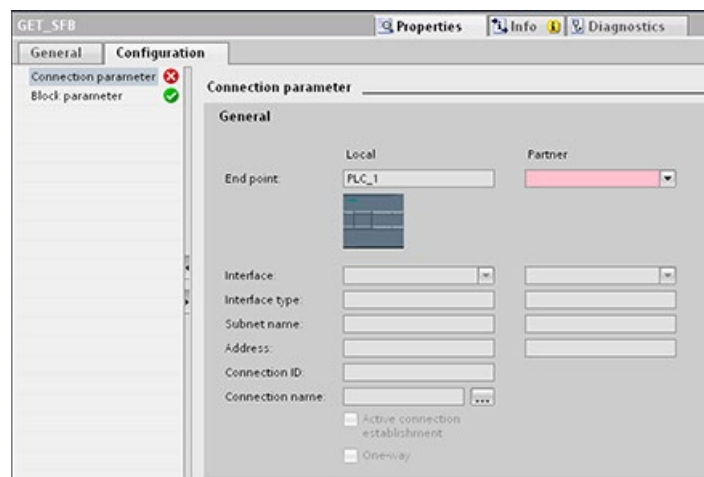 GET_SFB
Properties Info Diagnostics
General Configuration
Connection parameter
Block parameter
Connection parameter
General
Local Partner
End point: PLC_1
Interface:
Interface type:
Subnet name:
Address:
Connection ID:
Connection name: ...
Active connection
establishment
One-way